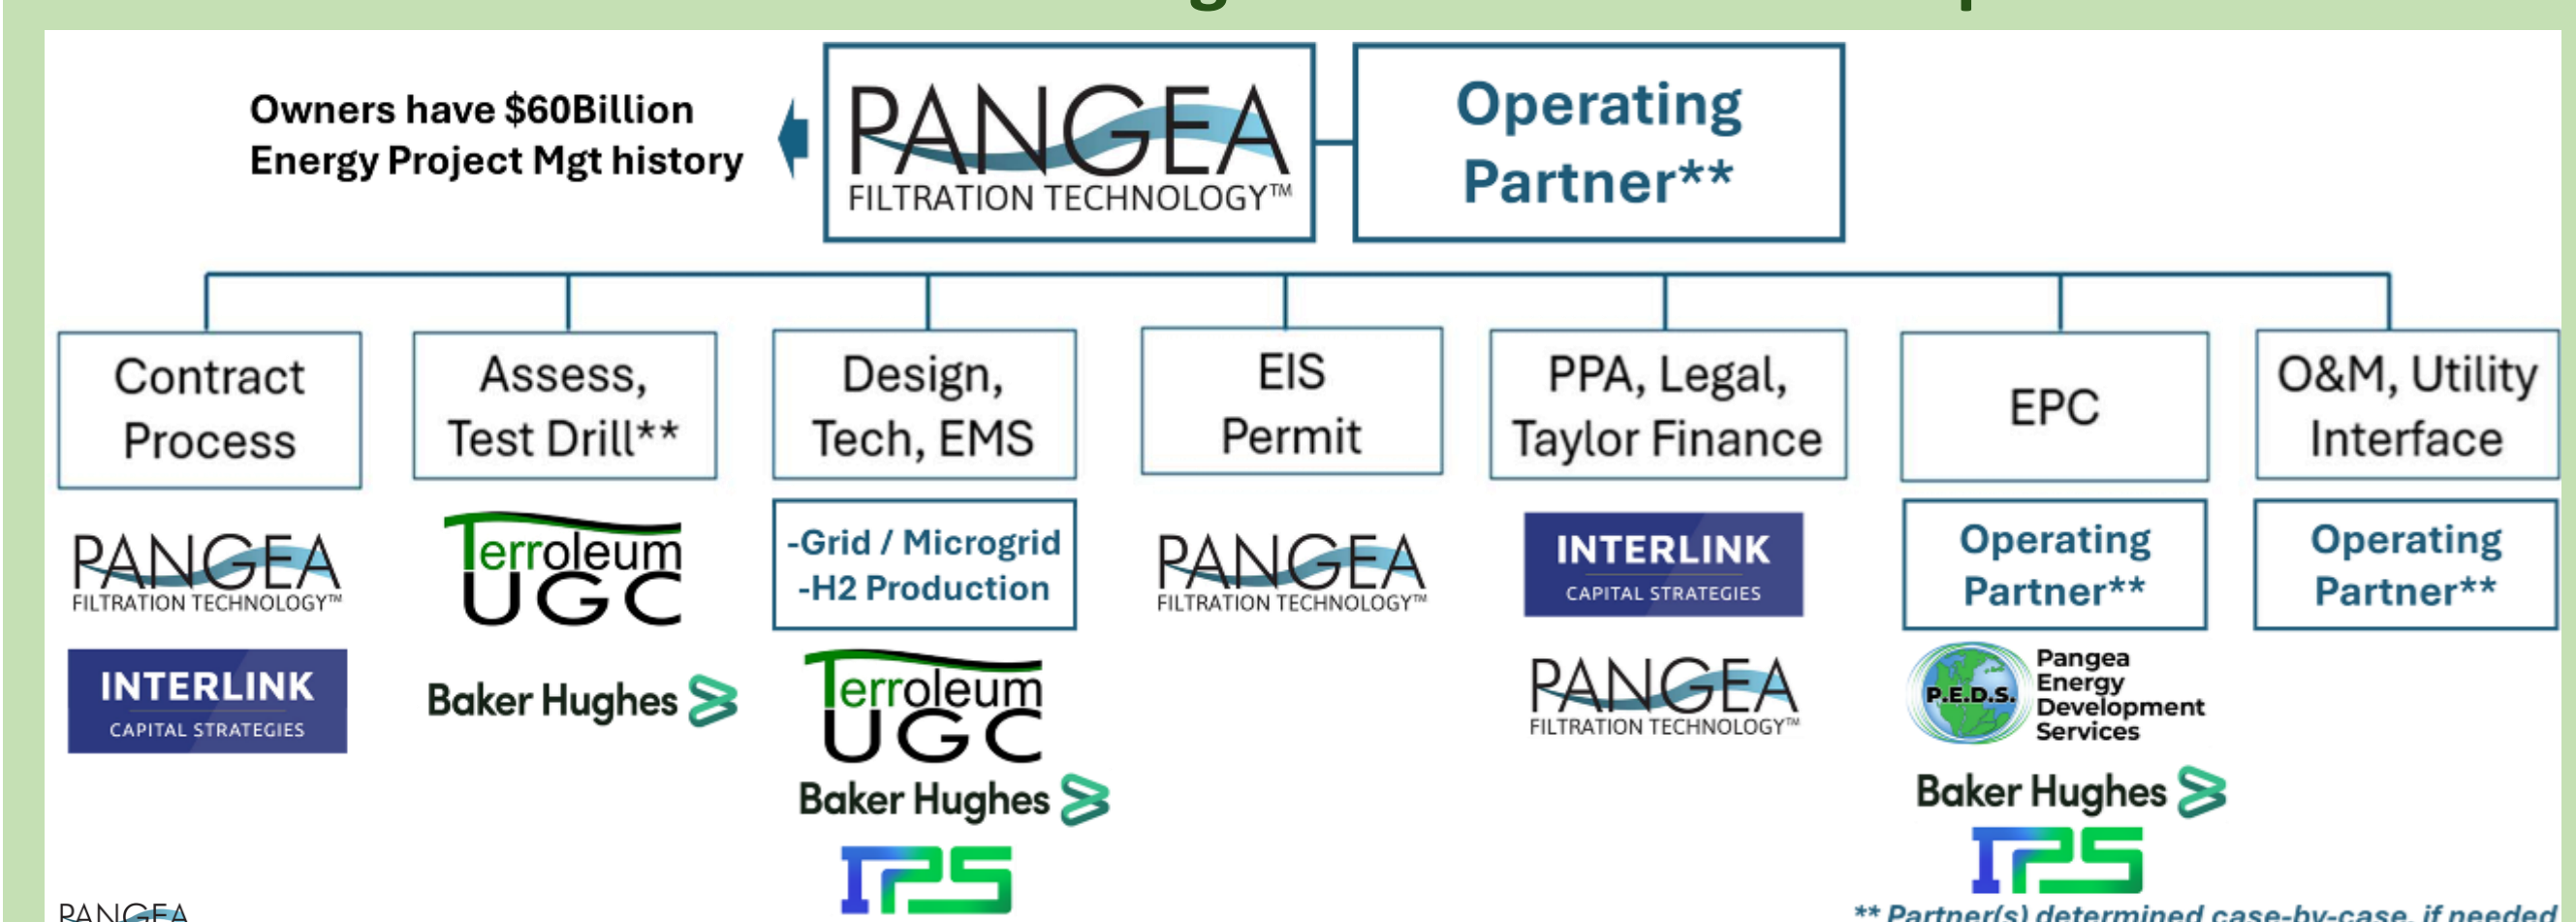 Owners have $60Billion
Energy Project Mgt history
PANGEA
FILTRATION TECHNOLOGY™
Operating
Partner**
Contract
Process
PANGEA
FILTRATION TECHNOLOGY™
INTERLINK
CAPITAL STRATEGIES
Assess,
Test Drill**
Terroleum
UGC
Baker Hughes
Design,
Tech, EMS
-Grid / Microgrid
-H2 Production
Terroleum
UGC
Baker Hughes
IPS
EIS
Permit
PANGEA
FILTRATION TECHNOLOGY™
PPA, Legal,
Taylor Finance
INTERLINK
CAPITAL STRATEGIES
PANGEA
FILTRATION TECHNOLOGY™
EPC
Operating
Partner**
P.E.D.S.
Pangea
Energy
Development
Services
Baker Hughes
IPS
O&M, Utility
Interface
Operating
Partner**
PANGEA
** Partner(s) determined case-by-case, if needed